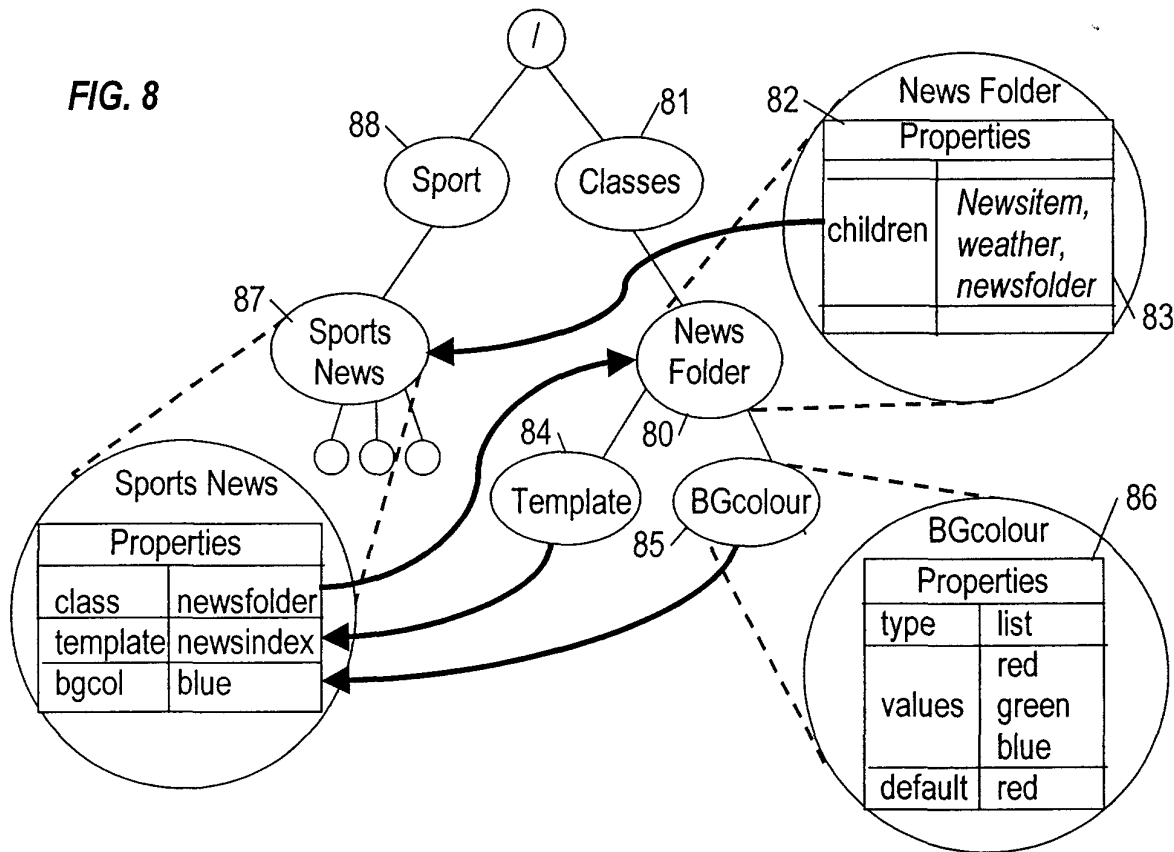 FIG. 8
/
88
81
82
Sport
Classes
News Folder
Properties
children
Newsitem,
weather,
newsfolder
83
87
Sports
News
News
Folder
80
84
Template
BGcolour
85
86
Sports News
Properties
class newsfolder
template newsindex
bgcol blue
BGcolour
Properties
type list
values
red
green
blue
default red